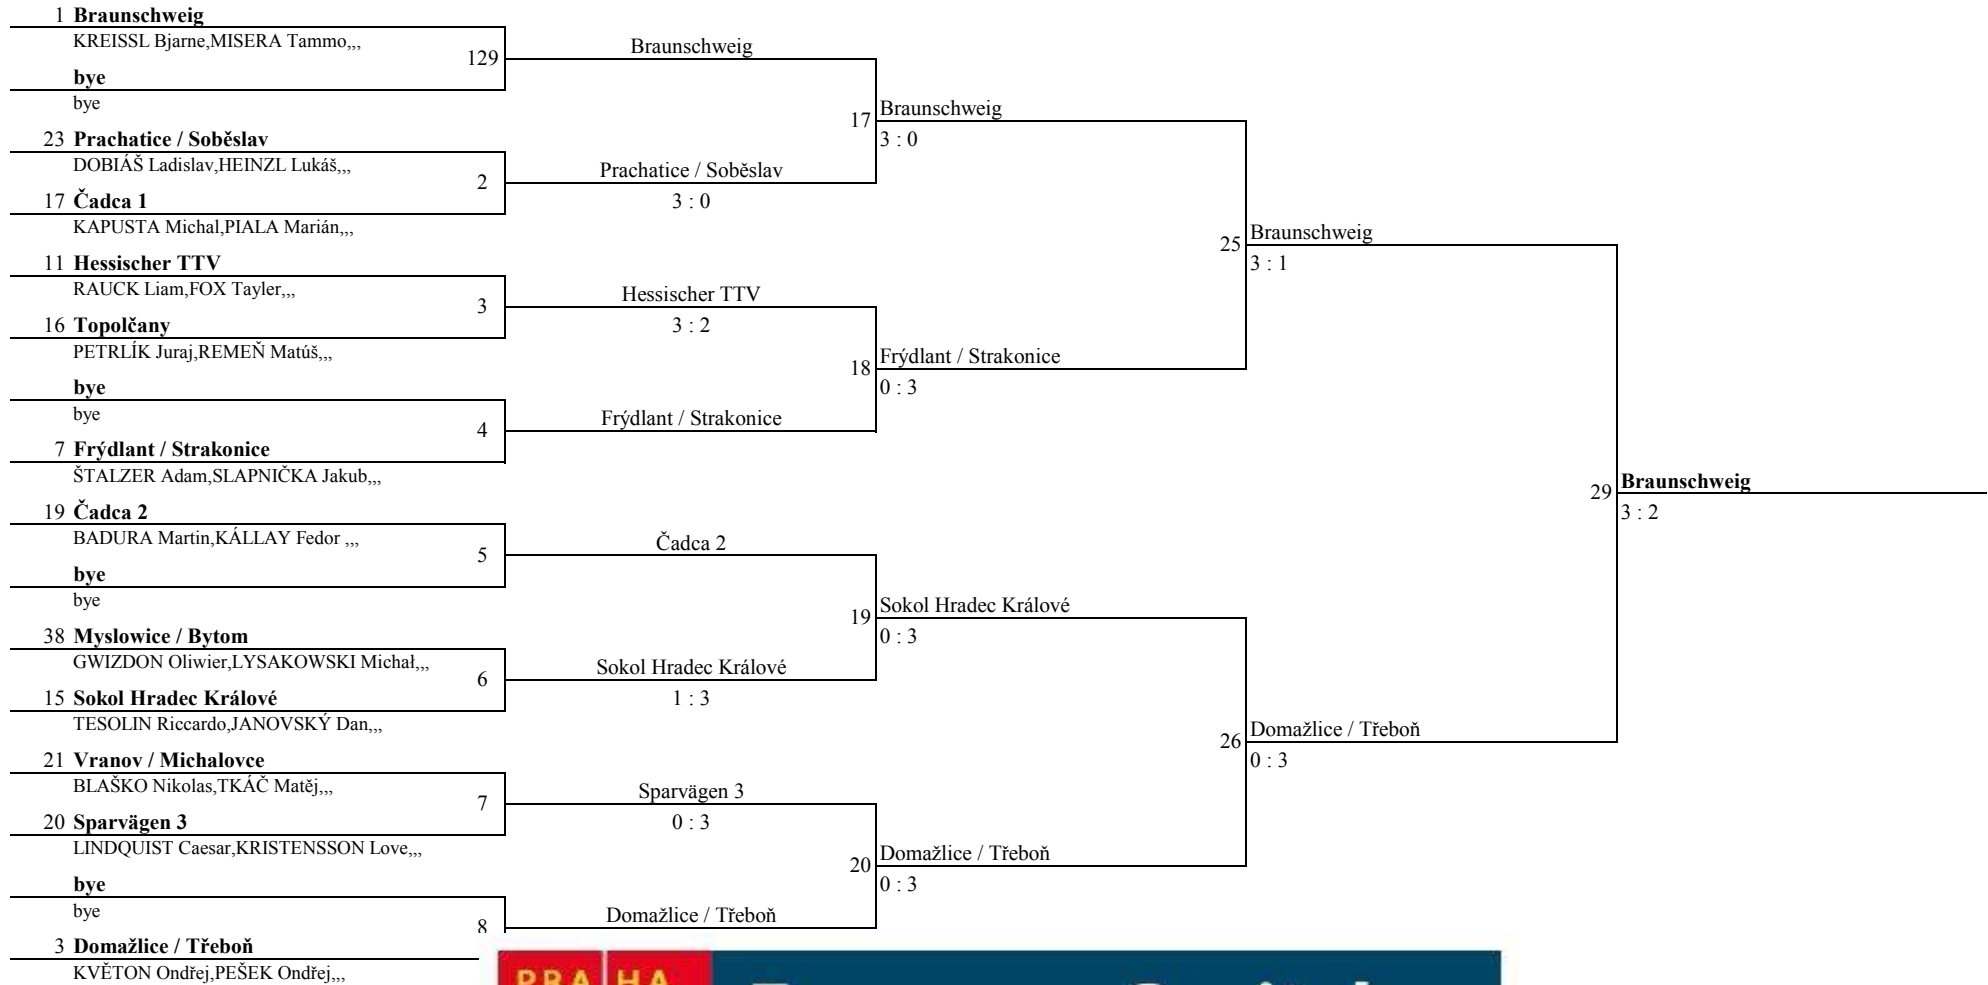 1 Braunschweig
KREISSL Bjarne,MISERA Tammo,,,
129
Braunschweig
bye
bye
17
Braunschweig
3 : 0
23 Prachatice / Soběslav
DOBIÁŠ Ladislav,HEINZL Lukáš,,,
2
Prachatice / Soběslav
3 : 0
17 Čadca 1
KAPUSTA Michal,PIALA Marián,,,
25
Braunschweig
3 : 1
11 Hessischer TTV
RAUCK Liam,FOX Tayler,,,
3
Hessischer TTV
3 : 2
16 Topolčany
PETRLÍK Juraj,REMEŇ Matúš,,,
18
Frýdlant / Strakonice
0 : 3
bye
bye
4
Frýdlant / Strakonice
7 Frýdlant / Strakonice
ŠTALZER Adam,SLAPNIČKA Jakub,,,
29
Braunschweig
3 : 2
19 Čadca 2
BADURA Martin,KÁLLAY Fedor ,,,
5
Čadca 2
bye
bye
19
Sokol Hradec Králové
0 : 3
38 Myslowice / Bytom
GWIZDON Oliwier,LYSAKOWSKI Michał,,,
6
Sokol Hradec Králové
1 : 3
15 Sokol Hradec Králové
TESOLIN Riccardo,JANOVSKÝ Dan,,,
26
Domažlice / Třeboň
0 : 3
21 Vranov / Michalovce
BLAŠKO Nikolas,TKÁČ Matěj,,,
7
Sparvägen 3
0 : 3
20 Sparvägen 3
LINDQUIST Caesar,KRISTENSSON Love,,,
20
Domažlice / Třeboň
0 : 3
bye
bye
8
Domažlice / Třeboň
3 Domažlice / Třeboň
KVĚTON Ondřej,PEŠEK Ondřej,,,
PRA HA